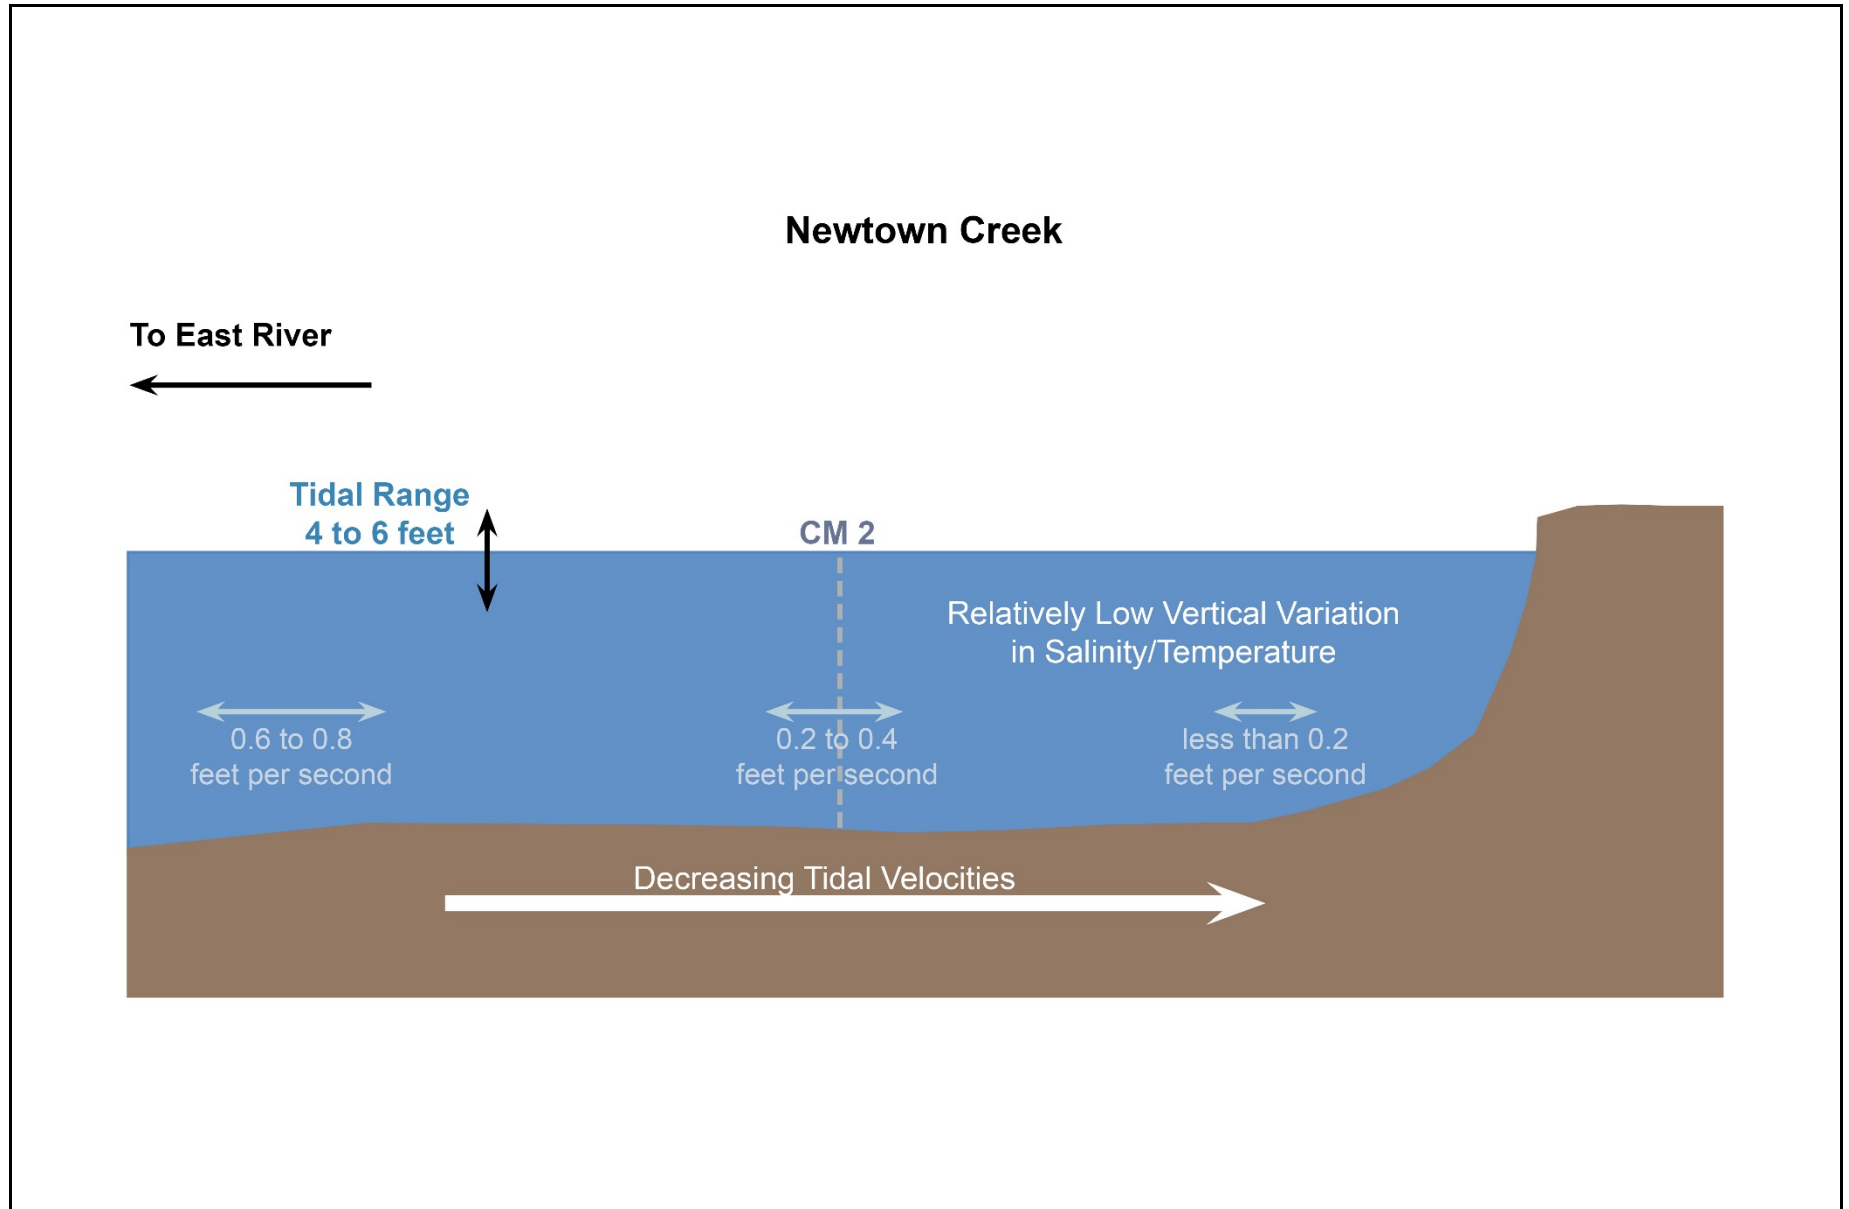 Newtown Creek
To East River
Tidal Range
4 to 6 feet
CM 2
Relatively Low Vertical Variation
in Salinity/Temperature
0.6 to 0.8
feet per second
0.2 to 0.4
feet per second
less than 0.2
feet per second
Decreasing Tidal Velocities